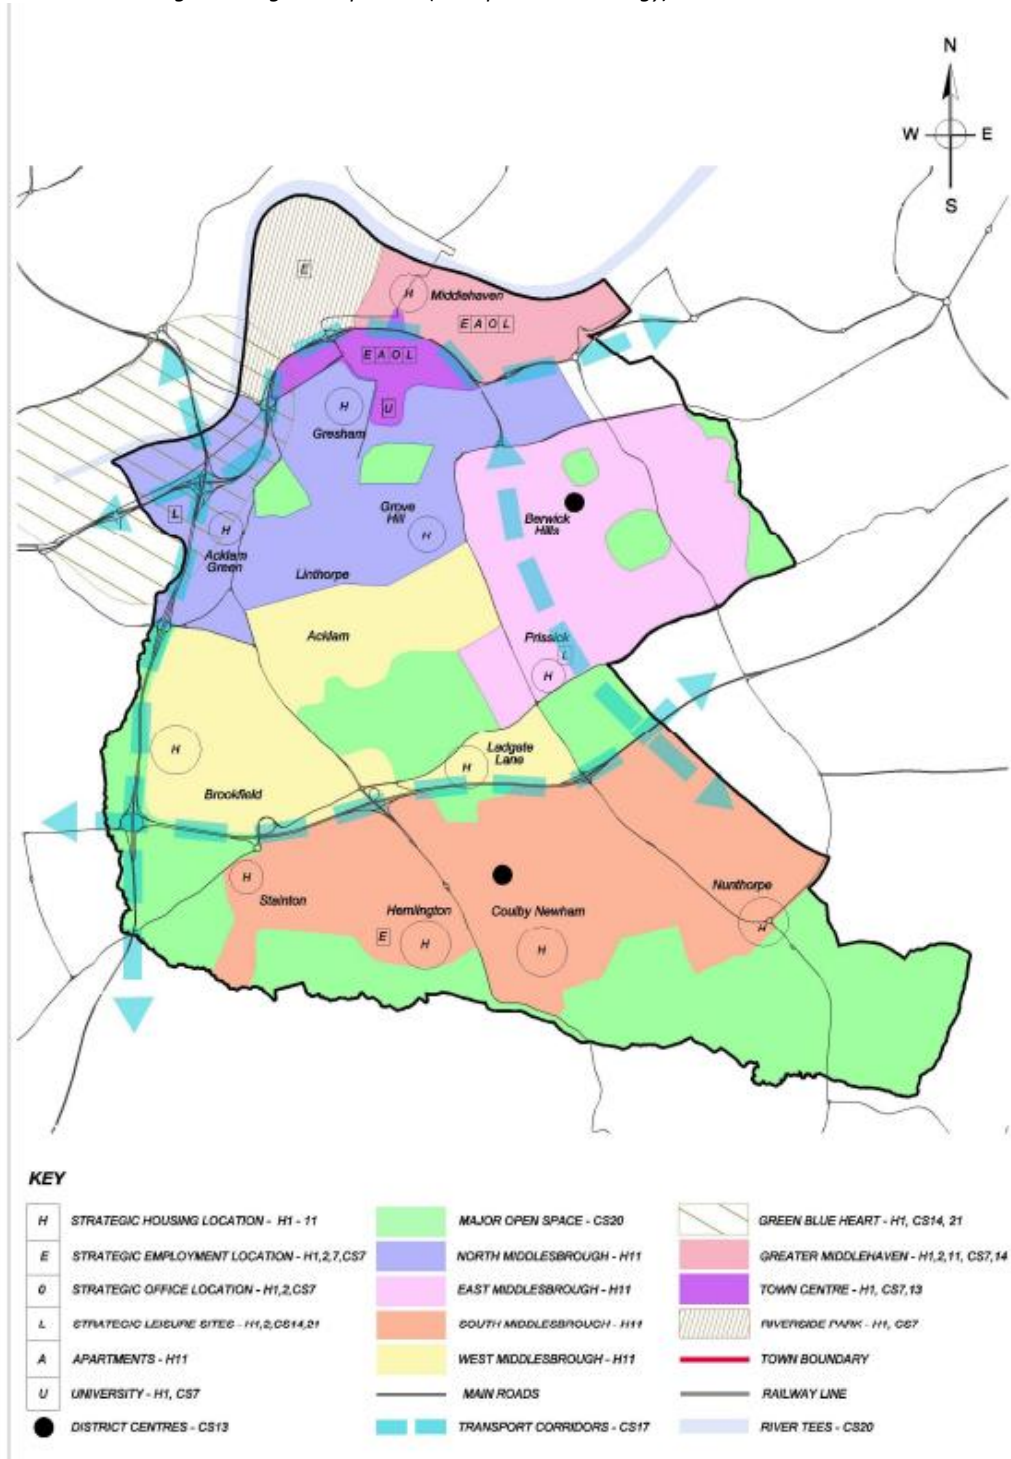 N
W E
S
E
H
Middlehaven
E A O L
E A O L
H
U
Gresham
Grove
Hill
H
L
H
Acklam
Green
Linthorpe
Berwick
Hills
Acklam
Prissick
L
H
H
Ladgate
Lane
H
Brookfield
H
Stainton
Hemlington
E
H
Coulby Newham
H
Nunthorpe
H
KEY
H STRATEGIC HOUSING LOCATION - H1 - 11
E STRATEGIC EMPLOYMENT LOCATION - H1,2,7,CS7
O STRATEGIC OFFICE LOCATION - H1,2,CS7
L STRATEGIC LEISURE SITES - H1,2,CS14,21
A APARTMENTS - H11
U UNIVERSITY - H1, CS7
DISTRICT CENTRES - CS13
MAJOR OPEN SPACE - CS20
NORTH MIDDLESBROUGH - H11
EAST MIDDLESBROUGH - H11
SOUTH MIDDLESBROUGH - H11
WEST MIDDLESBROUGH - H11
MAIN ROADS
TRANSPORT CORRIDORS - CS17
GREEN BLUE HEART - H1, CS14, 21
GREATER MIDDLEHAVEN - H1,2,11, CS7,14
TOWN CENTRE - H1, CS7,13
RIVERSIDE PARK - H1, CS7
TOWN BOUNDARY
RAILWAY LINE
RIVER TEES - CS20